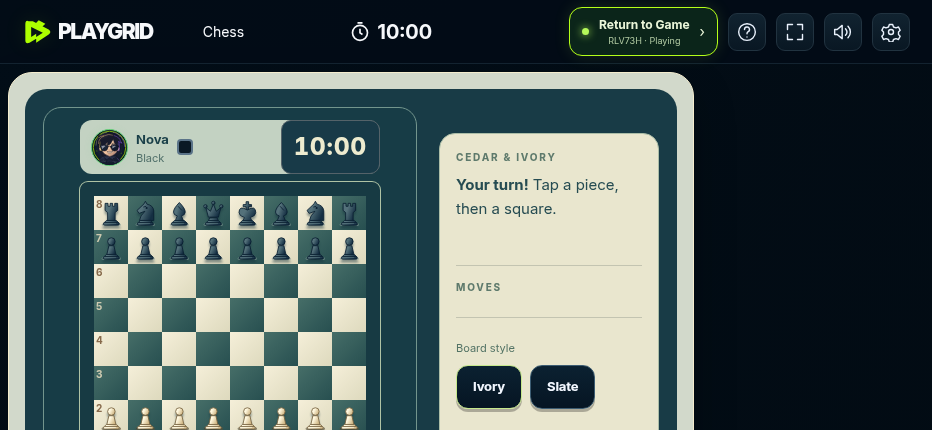 PLAYGRID
Chess
10:00
Return to Game
RLV73H · Playing
Nova
Black
10:00
8
7
6
5
4
3
2
CEDAR & IVORY
Your turn! Tap a piece,
then a square.
MOVES
Board style
Ivory
Slate